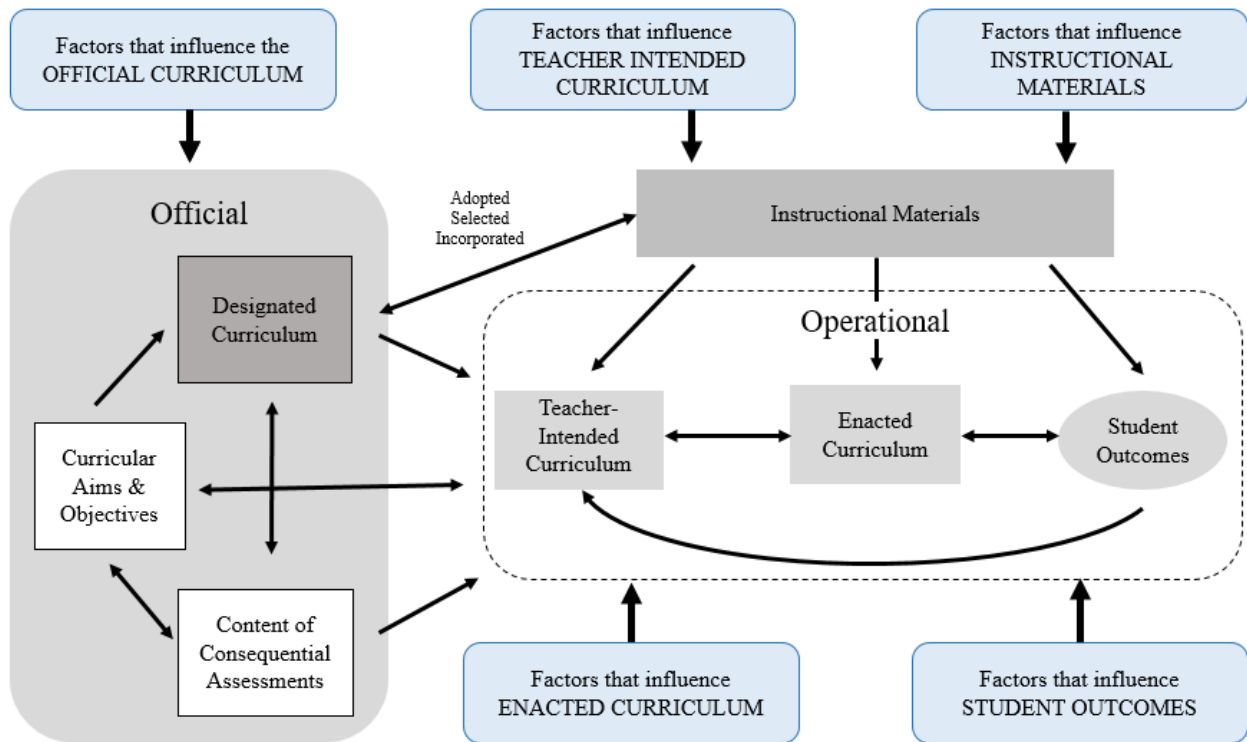 Factors that influence the
OFFICIAL CURRICULUM
Factors that influence
TEACHER INTENDED
CURRICULUM
Factors that influence
INSTRUCTIONAL
MATERIALS
Official
Adopted
Selected
Incorporated
Instructional Materials
Designated
Curriculum
Operational
Teacher-
Intended
Curriculum
Enacted
Curriculum
Student
Outcomes
Curricular
Aims &
Objectives
Content of
Consequential
Assessments
Factors that influence
ENACTED CURRICULUM
Factors that influence
STUDENT OUTCOMES